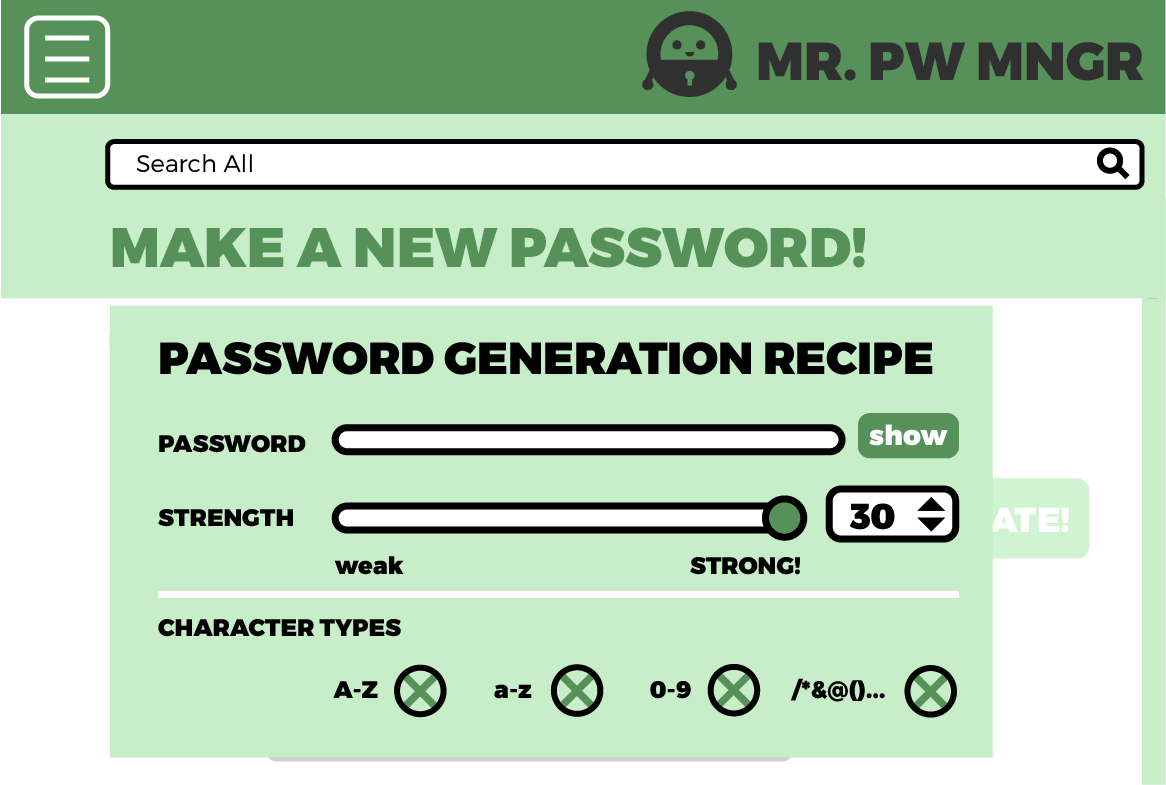 MR. PW MNGR
Search All
MAKE A NEW PASSWORD!
PASSWORD GENERATION RECIPE
PASSWORD show
STRENGTH 30
ATE!
weak STRONG!
CHARACTER TYPES
A-Z a-z 0-9 /*&@()...